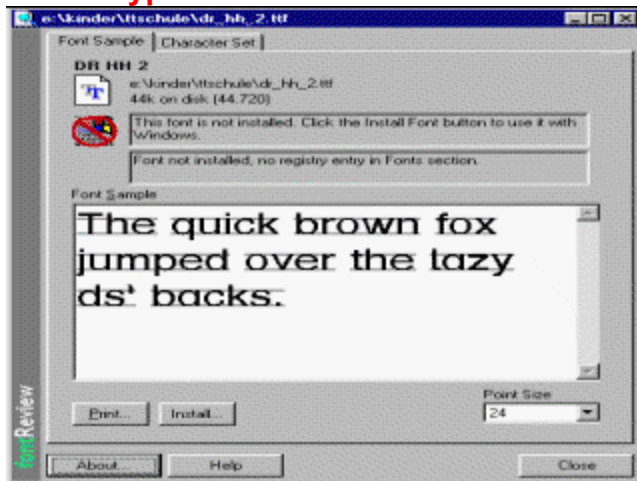 e:\kinder\ttschule\dr_hh_2.ttf
Font Sample
Character Set
DR HH 2
e:\kinder\ttschule\dr_hh_2.ttf
44k on disk (44.720)
This font is not installed. Click the Install Font button to use it with
Windows.
Font not installed, no registry entry in Fonts section.
Font Sample
The quick brown fox
jumped over the lazy
ds' backs.
Point Size
Print...
Install...
24
fontReview
About...
Help
Close